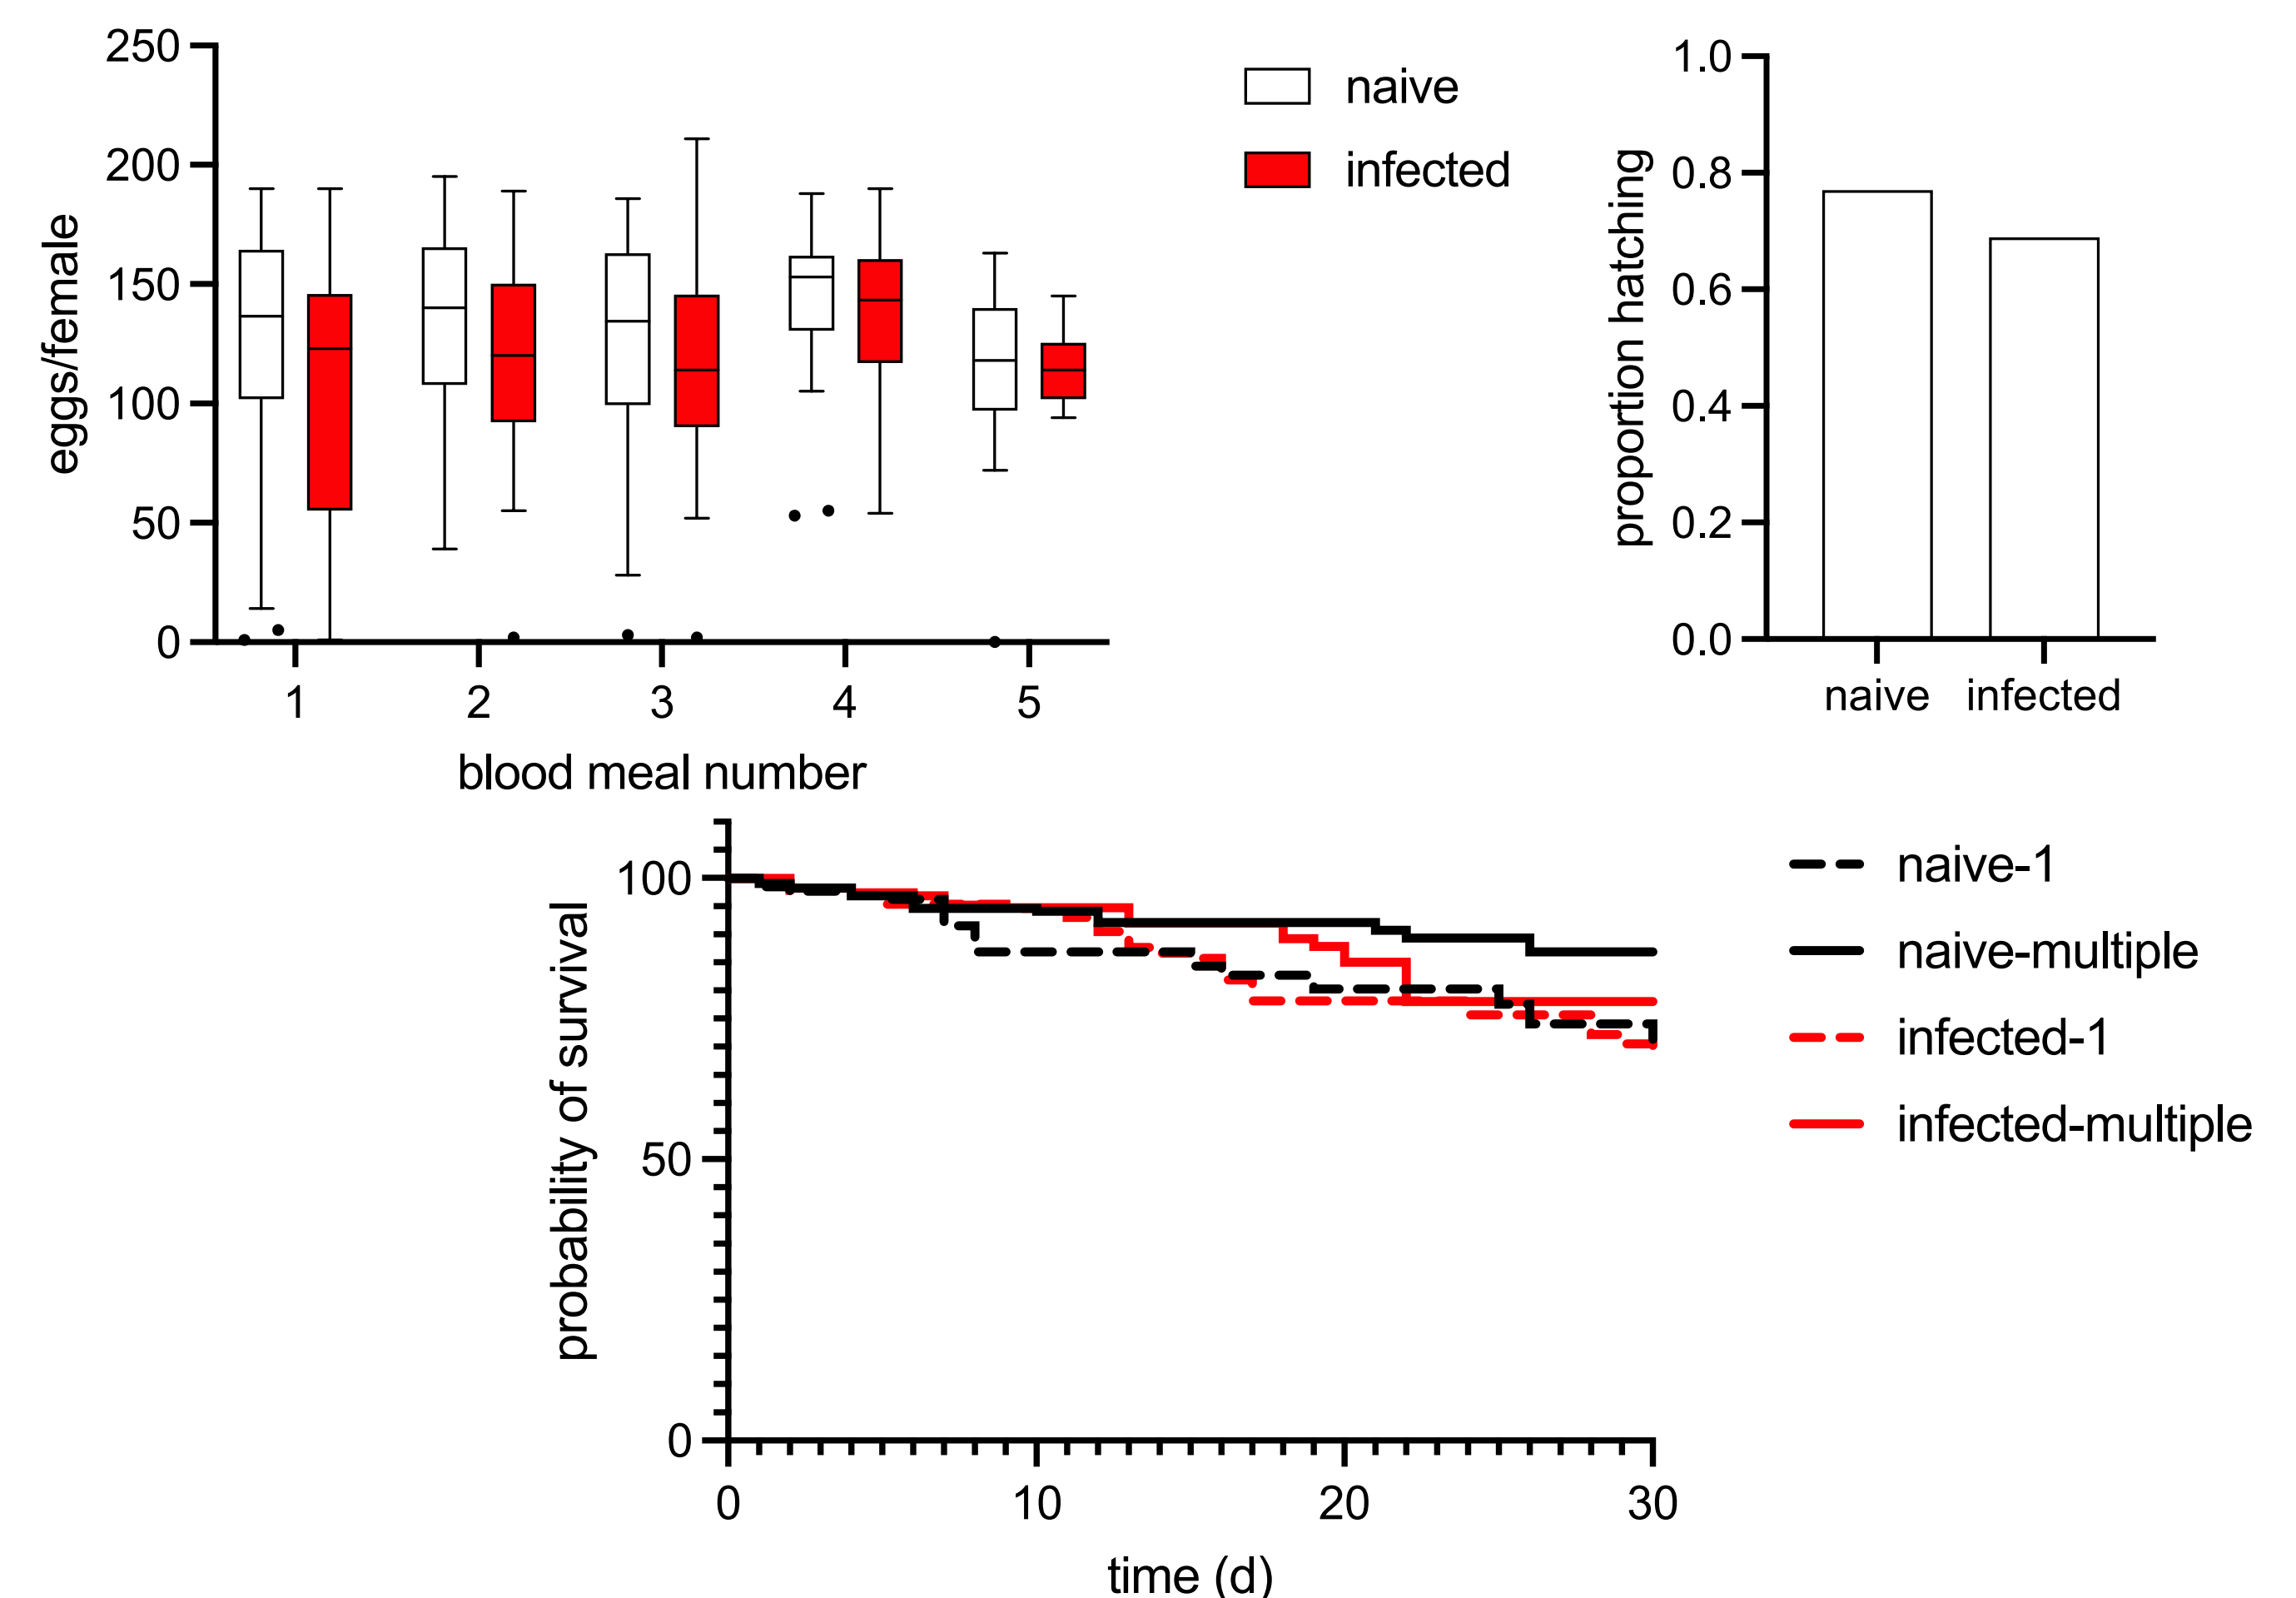 250
200
150
100
50
0
eggs/female
1 2 3 4 5
blood meal number
naive
infected
1.0
0.8
0.6
0.4
0.2
0.0
proportion hatching
naive infected
100
50
0
probability of survival
0 10 20 30
time (d)
naive-1
naive-multiple
infected-1
infected-multiple